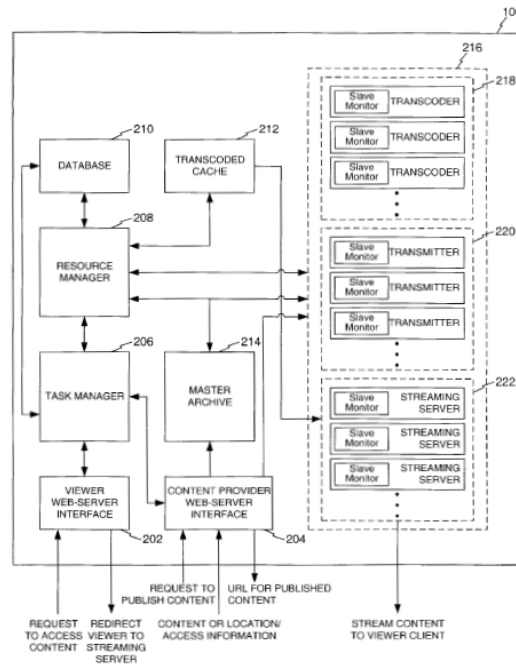 10
216
218
Slave
Monitor
TRANSCODER
Slave
Monitor
TRANSCODER
Slave
Monitor
TRANSCODER
210
DATABASE
212
TRANSCODED
CACHE
208
RESOURCE
MANAGER
220
Slave
Monitor
TRANSMITTER
Slave
Monitor
TRANSMITTER
Slave
Monitor
TRANSMITTER
206
TASK MANAGER
214
MASTER
ARCHIVE
222
Slave
Monitor
STREAMING
SERVER
Slave
Monitor
STREAMING
SERVER
Slave
Monitor
STREAMING
SERVER
VIEWER
WEB-SERVER
INTERFACE
202
CONTENT PROVIDER
WEB-SERVER
INTERFACE
204
REQUEST
TO ACCESS
CONTENT
REDIRECT
VIEWER TO
STREAMING
SERVER
REQUEST TO
PUBLISH CONTENT
CONTENT OR LOCATION/
ACCESS INFORMATION
URL FOR PUBLISHED
CONTENT
STREAM CONTENT
TO VIEWER CLIENT